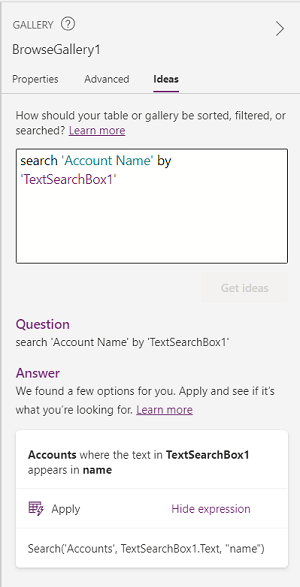 GALLERY ?
BrowseGallery1
Properties Advanced Ideas
How should your table or gallery be sorted, filtered, or
searched? Learn more
search 'Account Name' by
'TextSearchBox1'
Get ideas
Question
search 'Account Name' by 'TextSearchBox1'
Answer
We found a few options for you. Apply and see if it's
what you're looking for. Learn more
Accounts where the text in TextSearchBox1
appears in name
Apply Hide expression
Search('Accounts', TextSearchBox1.Text, "name")